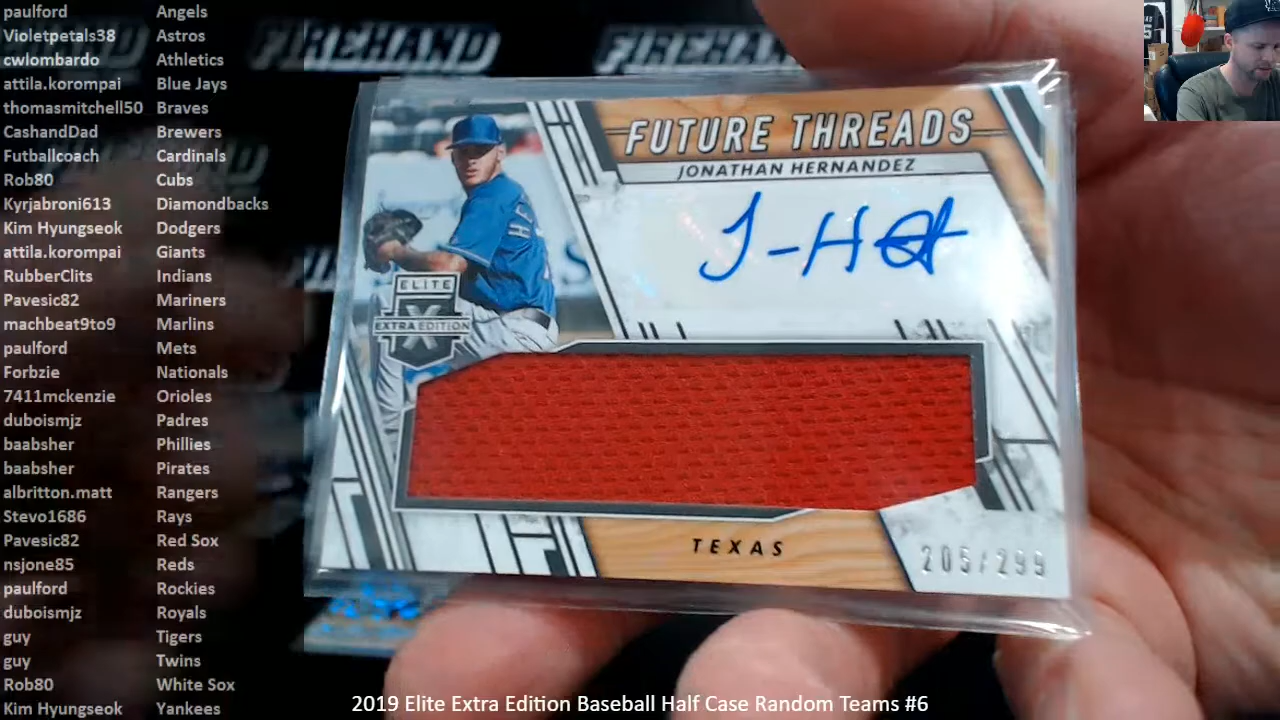 paulford Angels
Violetpetals38 Astros
cwlombardo Athletics
attila.korompai Blue Jays
thomasmitchell50 Braves
CashandDad Brewers
Futballcoach Cardinals
Rob80 Cubs
Kyrjabroni613 Diamondbacks
Kim Hyungseok Dodgers
attila.korompai Giants
RubberClits Indians
Pavesic82 Mariners
machbeat9to9 Marlins
paulford Mets
Forbzie Nationals
7411mckenzie Orioles
duboismjz Padres
baabsher Phillies
baabsher Pirates
albritton.matt Rangers
Stevo1686 Rays
Pavesic82 Red Sox
nsjone85 Reds
paulford Rockies
duboismjz Royals
guy Tigers
guy Twins
Rob80 White Sox
Kim Hyungseok Yankees
FIREHAND FIREHAND
FUTURE THREADS
JONATHAN HERNANDEZ
J-H
ELITE
X
EXTRA EDITION
TEXAS
205/299
2019 Elite Extra Edition Baseball Half Case Random Teams #6